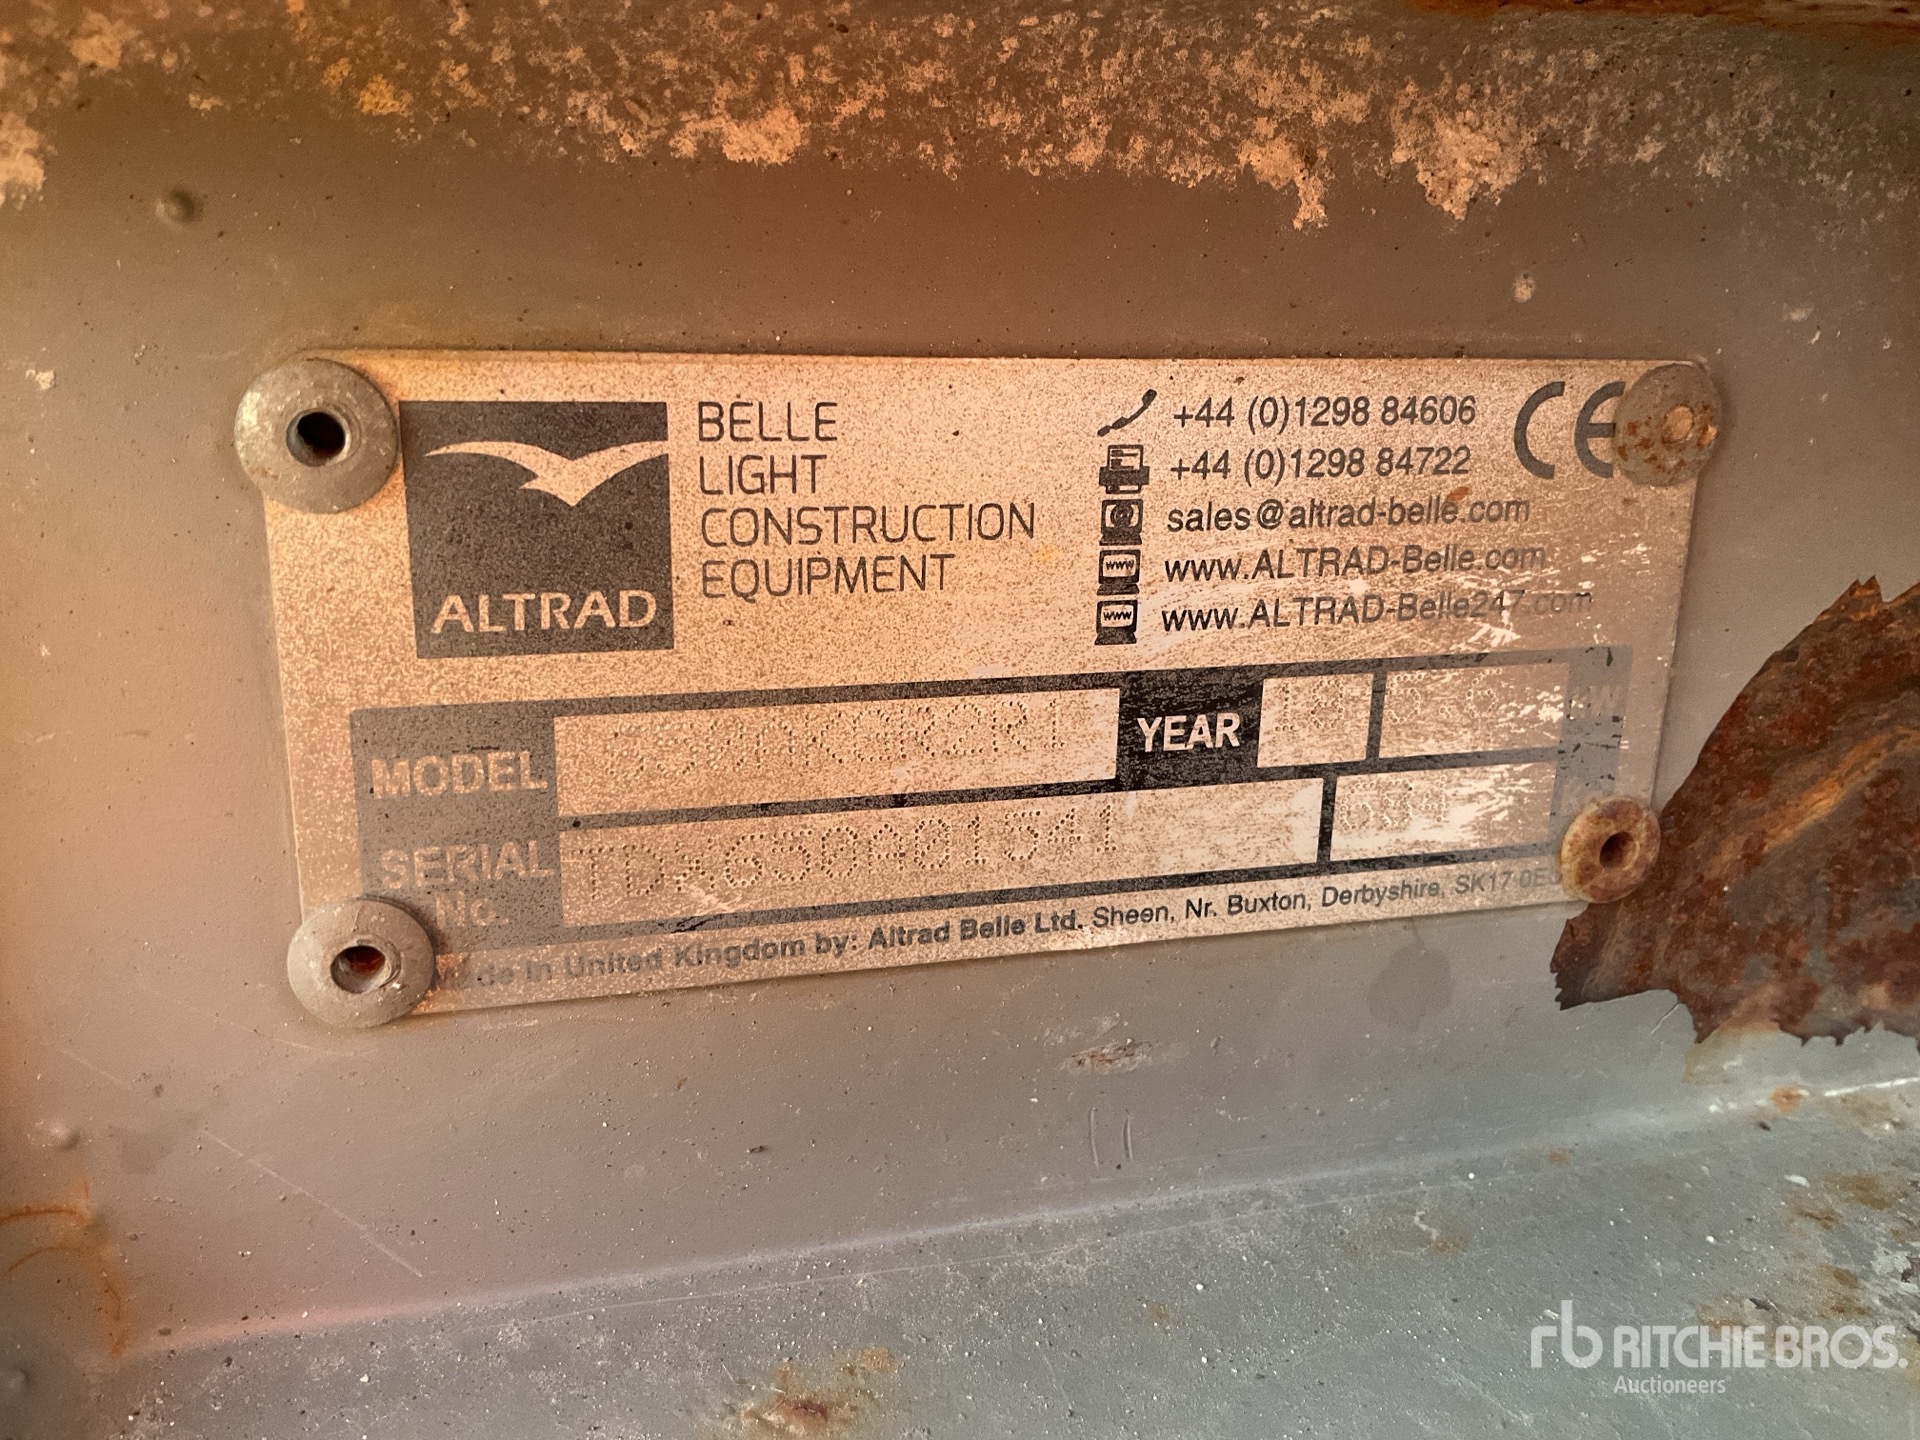 BELLE
LIGHT
CONSTRUCTION
EQUIPMENT
ALTRAD
+44 (0)1298 84606
+44 (0)1298 84722
sales@altrad-belle.com
www.ALTRAD-Belle.com
www.ALTRAD-Belle247.com
CE
MODEL
YEAR
SERIAL
No.
Made in United Kingdom by: Altrad Belle Ltd. Sheen, Nr. Buxton, Derbyshire, SK17
rb RITCHIE BROS.
Auctioneers